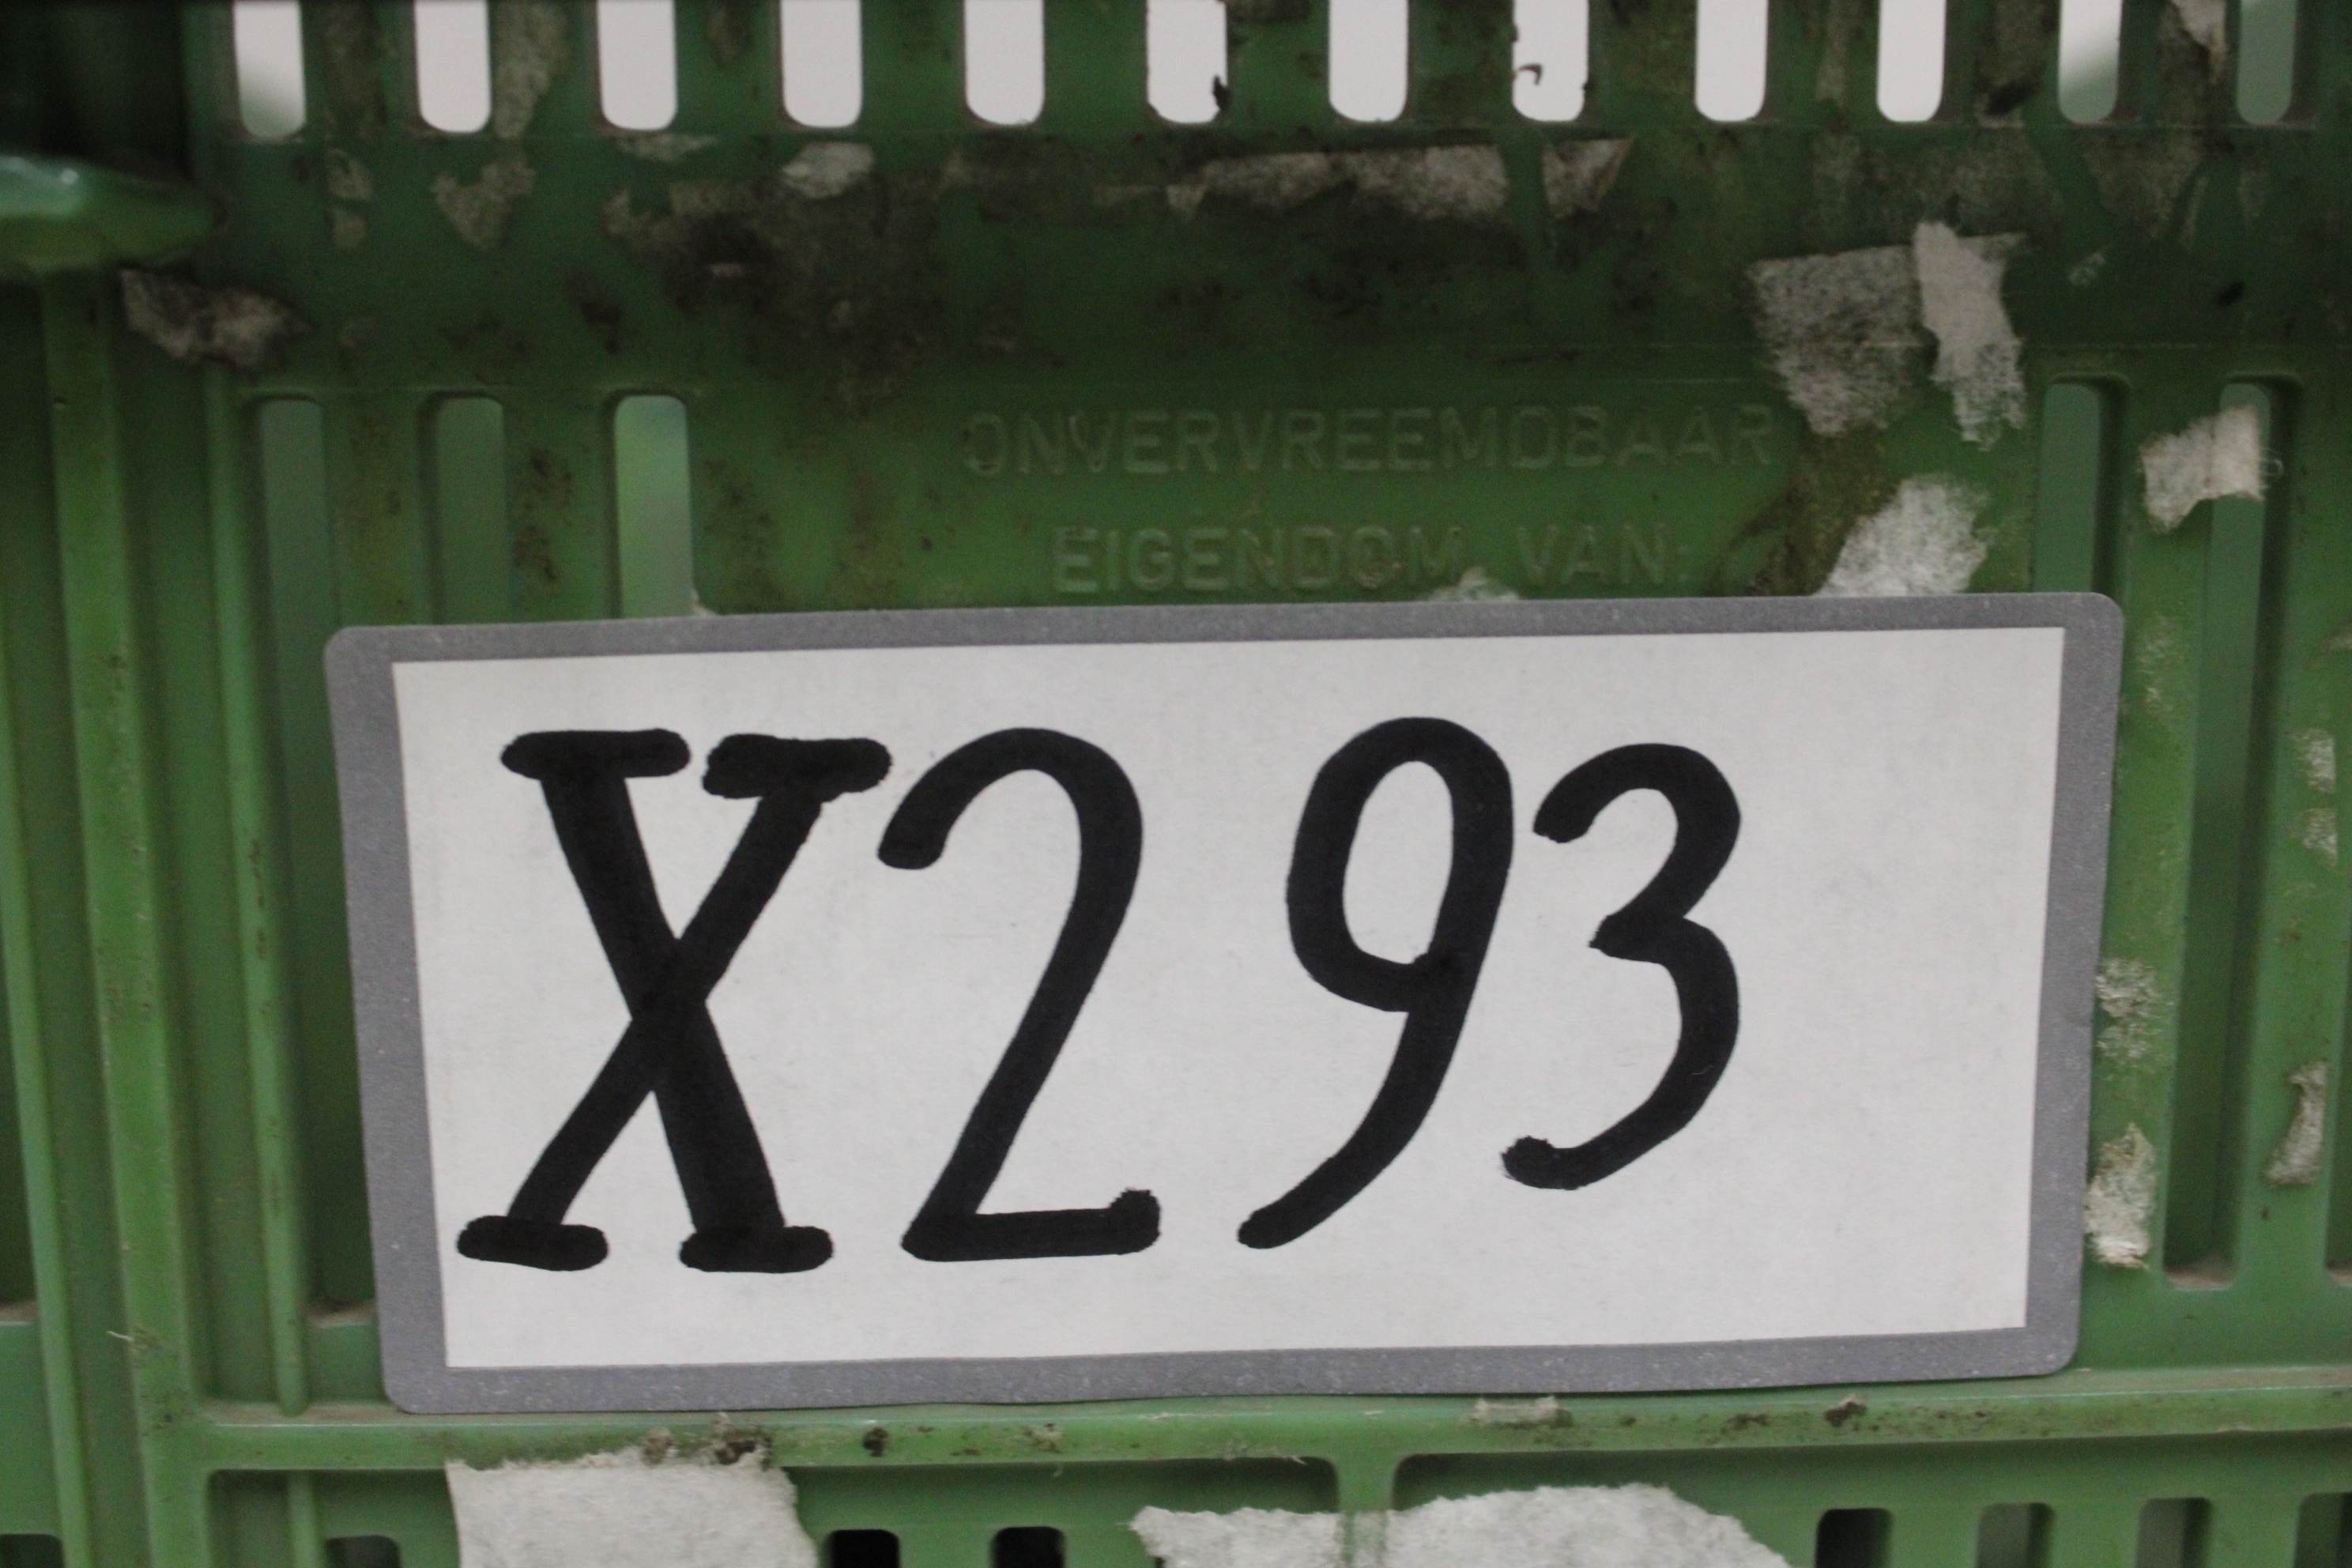 ONVERVREEMDBAAR
EIGENDOM VAN:
X293